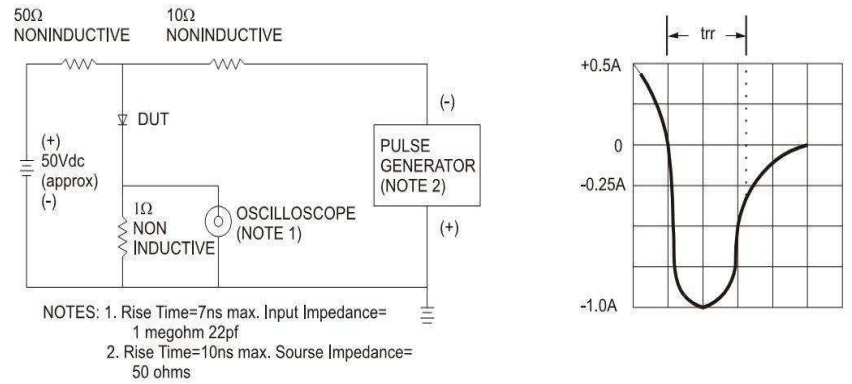 50Ω
NONINDUCTIVE
10Ω
NONINDUCTIVE
DUT
(+)
50Vdc
(approx)
(-)
1Ω
NON
INDUCTIVE
OSCILLOSCOPE
(NOTE 1)
(-)
PULSE
GENERATOR
(NOTE 2)
(+)
NOTES: 1. Rise Time=7ns max. Input Impedance=
1 megohm 22pf
2. Rise Time=10ns max. Sourse Impedance=
50 ohms
trr
+0.5A
0
-0.25A
-1.0A